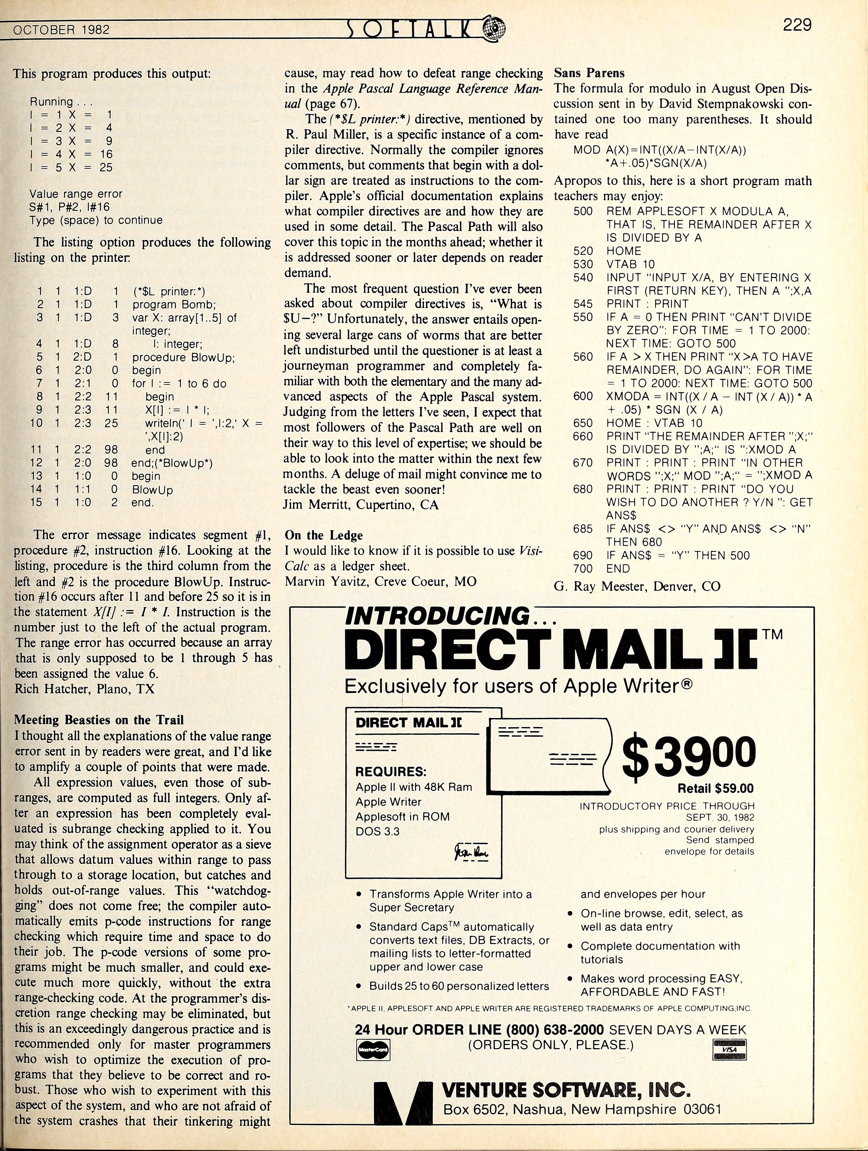 OCTOBER 1982
SOFTALK
229
This program produces this output:
Running . . .
I = 1 X = 1
I = 2 X = 4
I = 3 X = 9
I = 4 X = 16
I = 5 X = 25
Value range error
S#1, P#2, I#16
Type (space) to continue
The listing option produces the following
listing on the printer:
1 1 1:D 1 (*$L printer:*)
2 1 1:D 1 program Bomb;
3 1 1:D 3 var X: array[1..5] of
integer;
4 1 1:D 8 I: integer;
5 1 2:D 1 procedure BlowUp;
6 1 2:0 0 begin
7 1 2:1 0 for I := 1 to 6 do
8 1 2:2 11 begin
9 1 2:3 11 X[I] := I * I;
10 1 2:3 25 writeln(' I = ',I:2,' X =
',X[I]:2)
11 1 2:2 98 end
12 1 2:0 98 end;(*BlowUp*)
13 1 1:0 0 begin
14 1 1:1 0 BlowUp
15 1 1:0 2 end.
The error message indicates segment #1,
procedure #2, instruction #16. Looking at the
listing, procedure is the third column from the
left and #2 is the procedure BlowUp. Instruc-
tion #16 occurs after 11 and before 25 so it is in
the statement X[I] := I * I. Instruction is the
number just to the left of the actual program.
The range error has occurred because an array
that is only supposed to be 1 through 5 has
been assigned the value 6.
Rich Hatcher, Plano, TX
Meeting Beasties on the Trail
I thought all the explanations of the value range
error sent in by readers were great, and I'd like
to amplify a couple of points that were made.
All expression values, even those of sub-
ranges, are computed as full integers. Only af-
ter an expression has been completely eval-
uated is subrange checking applied to it. You
may think of the assignment operator as a sieve
that allows datum values within range to pass
through to a storage location, but catches and
holds out-of-range values. This "watchdog-
ging" does not come free; the compiler auto-
matically emits p-code instructions for range
checking which require time and space to do
their job. The p-code versions of some pro-
grams might be much smaller, and could exe-
cute much more quickly, without the extra
range-checking code. At the programmer's dis-
cretion range checking may be eliminated, but
this is an exceedingly dangerous practice and is
recommended only for master programmers
who wish to optimize the execution of pro-
grams that they believe to be correct and ro-
bust. Those who wish to experiment with this
aspect of the system, and who are not afraid of
the system crashes that their tinkering might
cause, may read how to defeat range checking
in the Apple Pascal Language Reference Man-
ual (page 67).
The (*$L printer:*) directive, mentioned by
R. Paul Miller, is a specific instance of a com-
piler directive. Normally the compiler ignores
comments, but comments that begin with a dol-
lar sign are treated as instructions to the com-
piler. Apple's official documentation explains
what compiler directives are and how they are
used in some detail. The Pascal Path will also
cover this topic in the months ahead; whether it
is addressed sooner or later depends on reader
demand.
The most frequent question I've ever been
asked about compiler directives is, "What is
$U–?" Unfortunately, the answer entails open-
ing several large cans of worms that are better
left undisturbed until the questioner is at least a
journeyman programmer and completely fa-
miliar with both the elementary and the many ad-
vanced aspects of the Apple Pascal system.
Judging from the letters I've seen, I expect that
most followers of the Pascal Path are well on
their way to this level of expertise; we should be
able to look into the matter within the next few
months. A deluge of mail might convince me to
tackle the beast even sooner!
Jim Merritt, Cupertino, CA
On the Ledge
I would like to know if it is possible to use Visi-
Calc as a ledger sheet.
Marvin Yavitz, Creve Coeur, MO
Sans Parens
The formula for modulo in August Open Dis-
cussion sent in by David Stempnakowski con-
tained one too many parentheses. It should
have read
MOD A(X)=INT((X/A–INT(X/A))
*A+.05)*SGN(X/A)
Apropos to this, here is a short program math
teachers may enjoy:
500 REM APPLESOFT X MODULA A,
THAT IS, THE REMAINDER AFTER X
IS DIVIDED BY A
520 HOME
530 VTAB 10
540 INPUT "INPUT X/A, BY ENTERING X
FIRST (RETURN KEY), THEN A ";X,A
545 PRINT : PRINT
550 IF A = 0 THEN PRINT "CAN'T DIVIDE
BY ZERO": FOR TIME = 1 TO 2000:
NEXT TIME: GOTO 500
560 IF A > X THEN PRINT "X>A TO HAVE
REMAINDER, DO AGAIN": FOR TIME
= 1 TO 2000: NEXT TIME: GOTO 500
600 XMODA = INT((X / A – INT (X / A)) * A
+ .05) * SGN (X / A)
650 HOME : VTAB 10
660 PRINT "THE REMAINDER AFTER ";X;"
IS DIVIDED BY ";A;" IS ":XMOD A
670 PRINT : PRINT : PRINT "IN OTHER
WORDS ";X;" MOD ";A;" = ";XMOD A
680 PRINT : PRINT : PRINT "DO YOU
WISH TO DO ANOTHER ? Y/N ": GET
ANS$
685 IF ANS$ <> "Y" AND ANS$ <> "N"
THEN 680
690 IF ANS$ = "Y" THEN 500
700 END
G. Ray Meester, Denver, CO
INTRODUCING...
DIRECT MAIL II™
Exclusively for users of Apple Writer®
DIRECT MAIL II
REQUIRES:
Apple II with 48K Ram
Apple Writer
Applesoft in ROM
DOS 3.3
$3900
Retail $59.00
INTRODUCTORY PRICE THROUGH
SEPT. 30, 1982
plus shipping and courier delivery
Send stamped
envelope for details
• Transforms Apple Writer into a
Super Secretary
• Standard Caps™ automatically
converts text files, DB Extracts, or
mailing lists to letter-formatted
upper and lower case
• Builds 25 to 60 personalized letters
and envelopes per hour
• On-line browse, edit, select, as
well as data entry
• Complete documentation with
tutorials
• Makes word processing EASY,
AFFORDABLE AND FAST!
*APPLE II, APPLESOFT AND APPLE WRITER ARE REGISTERED TRADEMARKS OF APPLE COMPUTING,INC.
24 Hour ORDER LINE (800) 638-2000 SEVEN DAYS A WEEK
(ORDERS ONLY, PLEASE.)
MasterCard
VISA
VENTURE SOFTWARE, INC.
Box 6502, Nashua, New Hampshire 03061